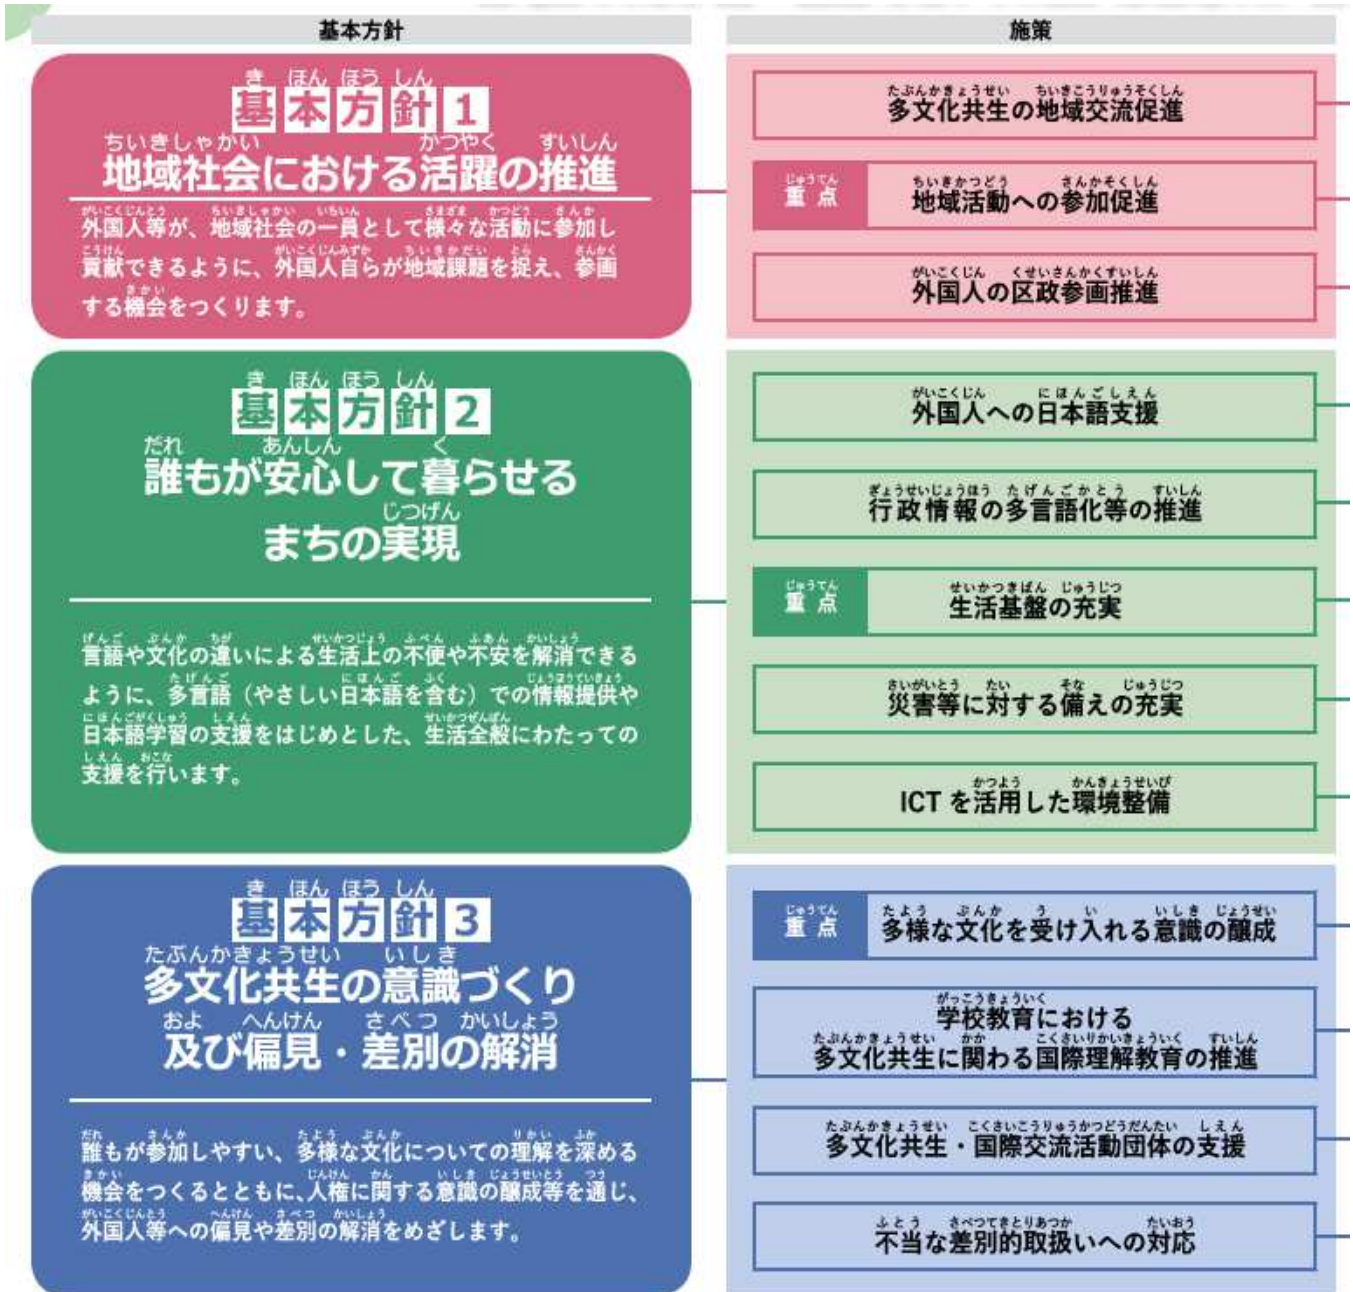 基本方針
施策
基本方針1
地域社会における活躍の推進
外国人等が、地域社会の一員として様々な活動に参加し
貢献できるように、外国人自らが地域課題を捉え、参画
する機会をつくります。
多文化共生の地域交流促進
重点 地域活動への参加促進
外国人の区政参画推進
基本方針2
誰もが安心して暮らせる
まちの実現
言語や文化の違いによる生活上の不便や不安を解消できる
ように、多言語(やさしい日本語を含む)での情報提供や
日本語学習の支援をはじめとした、生活全般にわたっての
支援を行います。
外国人への日本語支援
行政情報の多言語化等の推進
重点 生活基盤の充実
災害等に対する備えの充実
ICTを活用した環境整備
基本方針3
多文化共生の意識づくり
及び偏見・差別の解消
誰もが参加しやすい、多様な文化についての理解を深める
機会をつくるとともに、人権に関する意識の醸成等を通じ、
外国人等への偏見や差別の解消をめざします。
重点 多様な文化を受け入れる意識の醸成
学校教育における
多文化共生に関わる国際理解教育の推進
多文化共生・国際交流活動団体の支援
不当な差別的取扱いへの対応